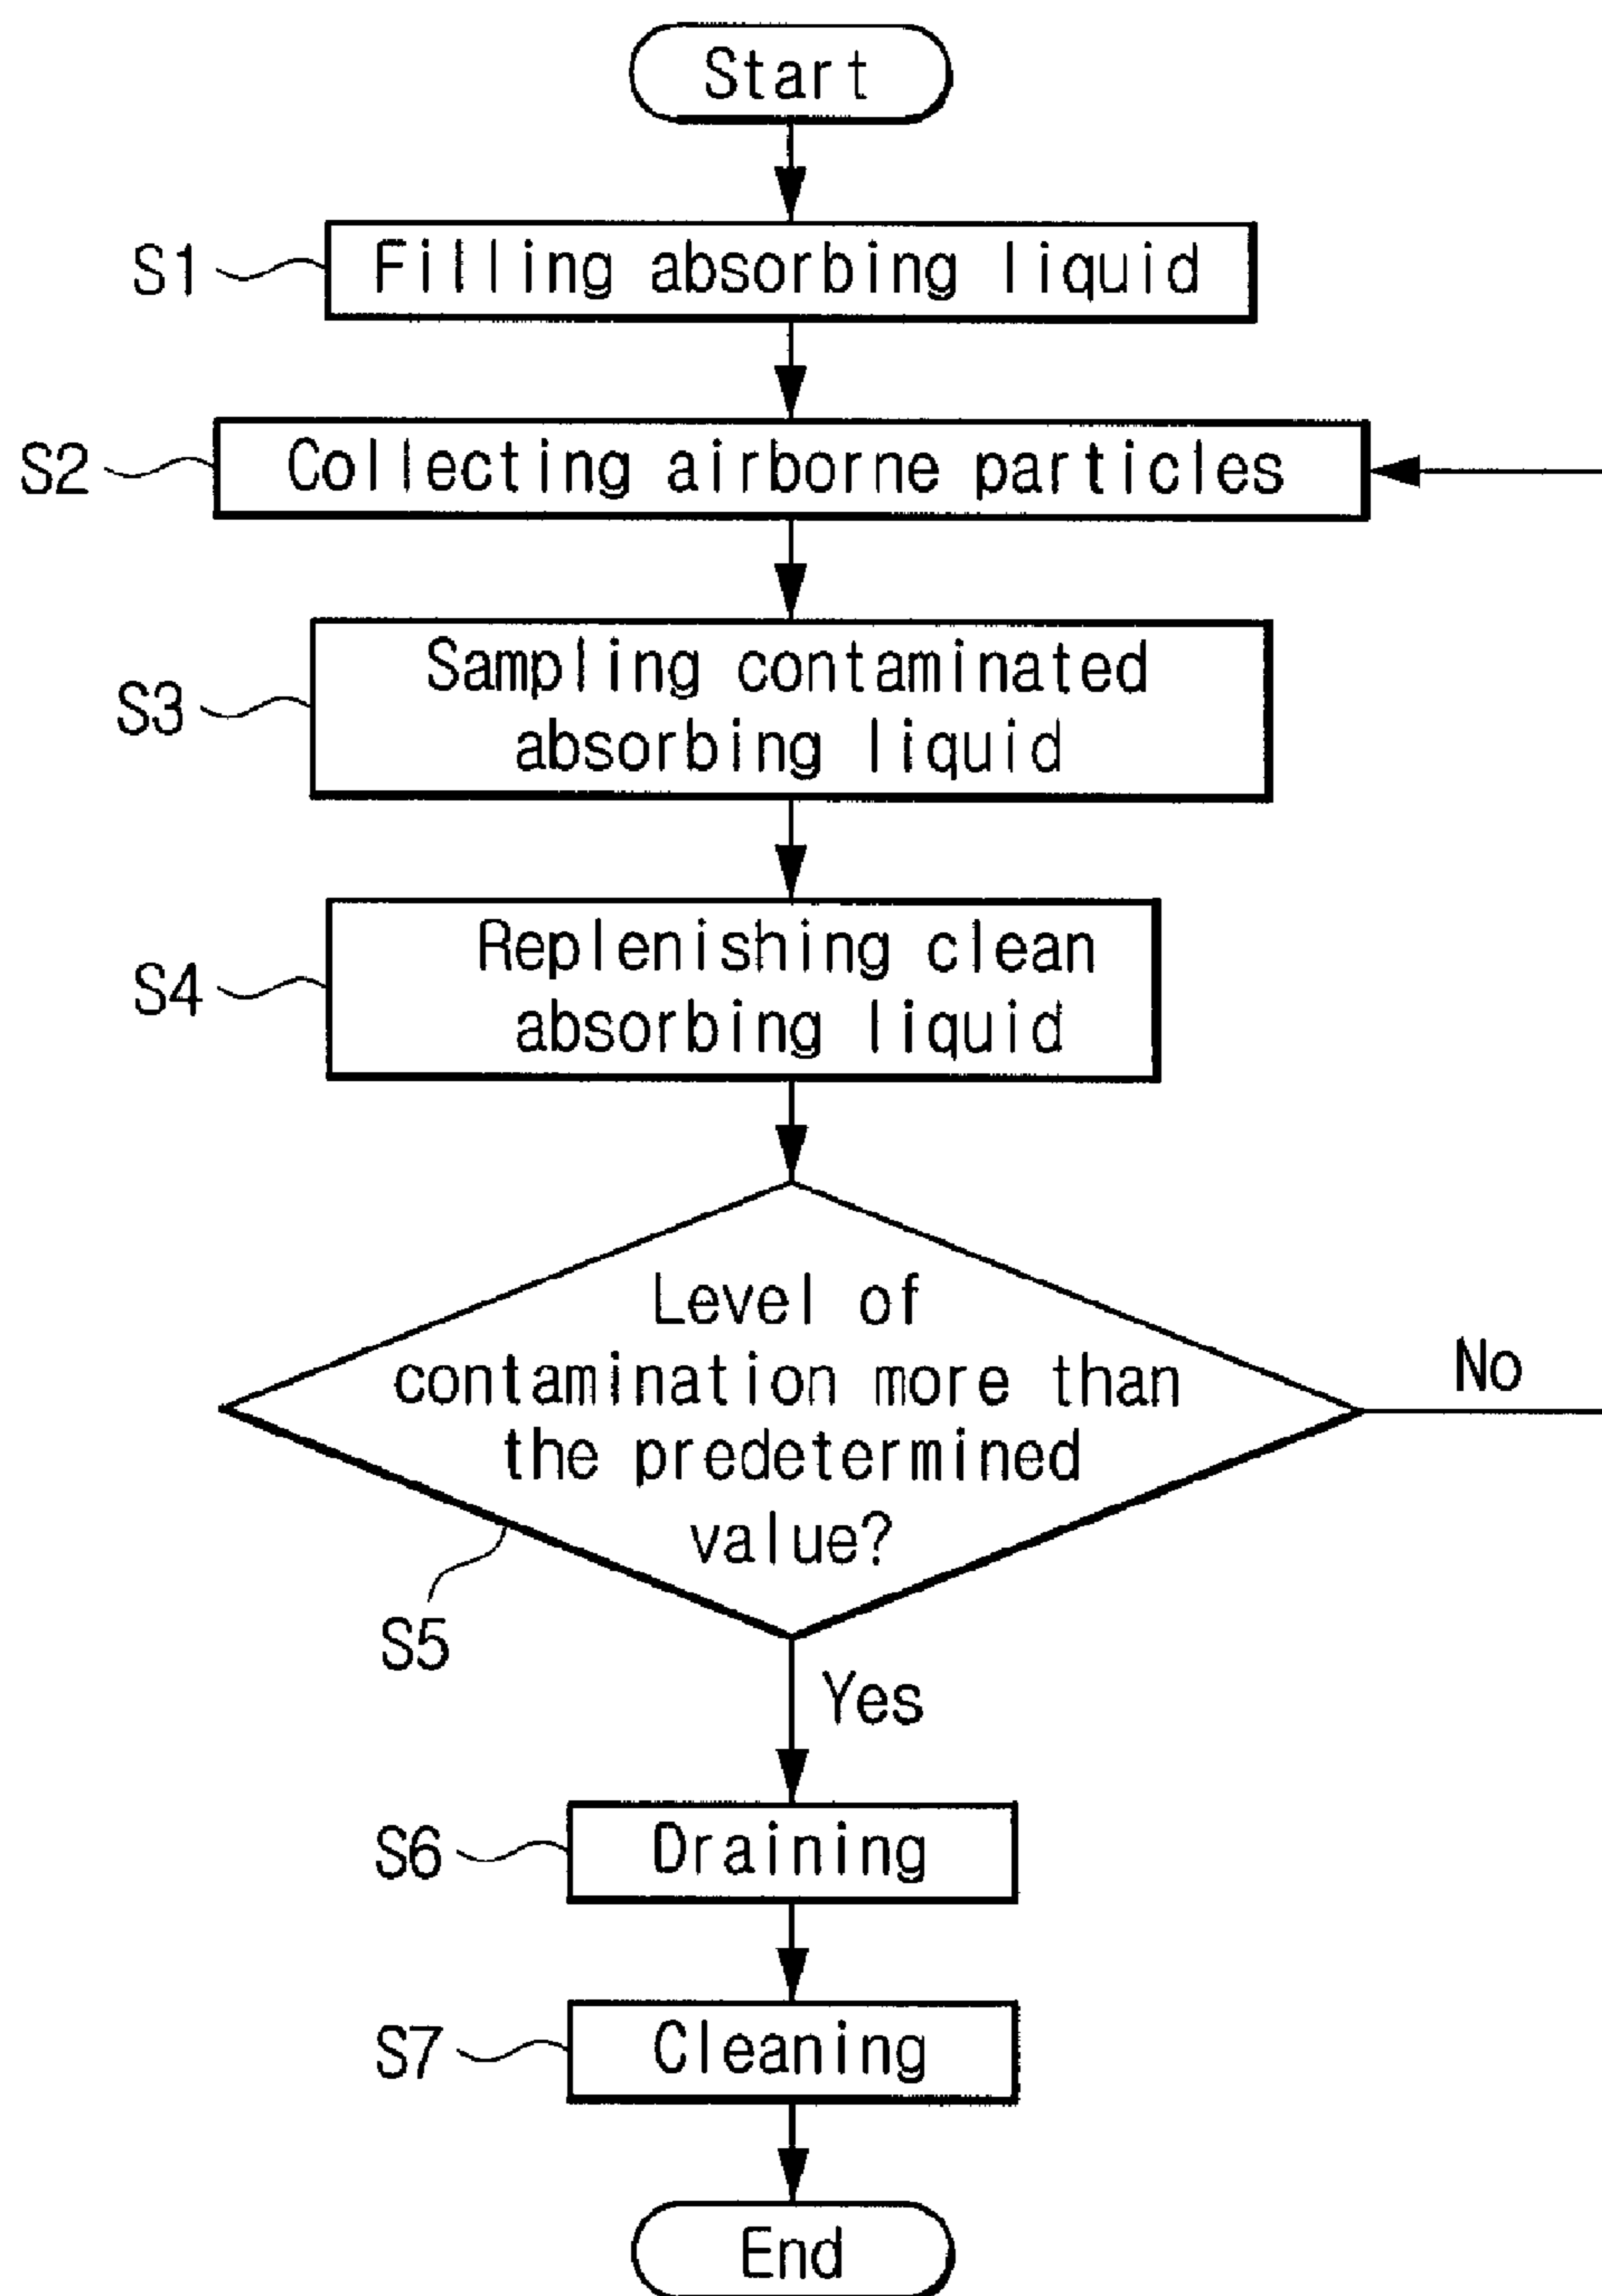 Start
S1
Filling absorbing liquid
S2
Collecting airborne particles
S3
Sampling contaminated
absorbing liquid
S4
Replenishing clean
absorbing liquid
Level of
contamination more than
the predetermined
value?
No
S5
Yes
S6
Draining
S7
Cleaning
End